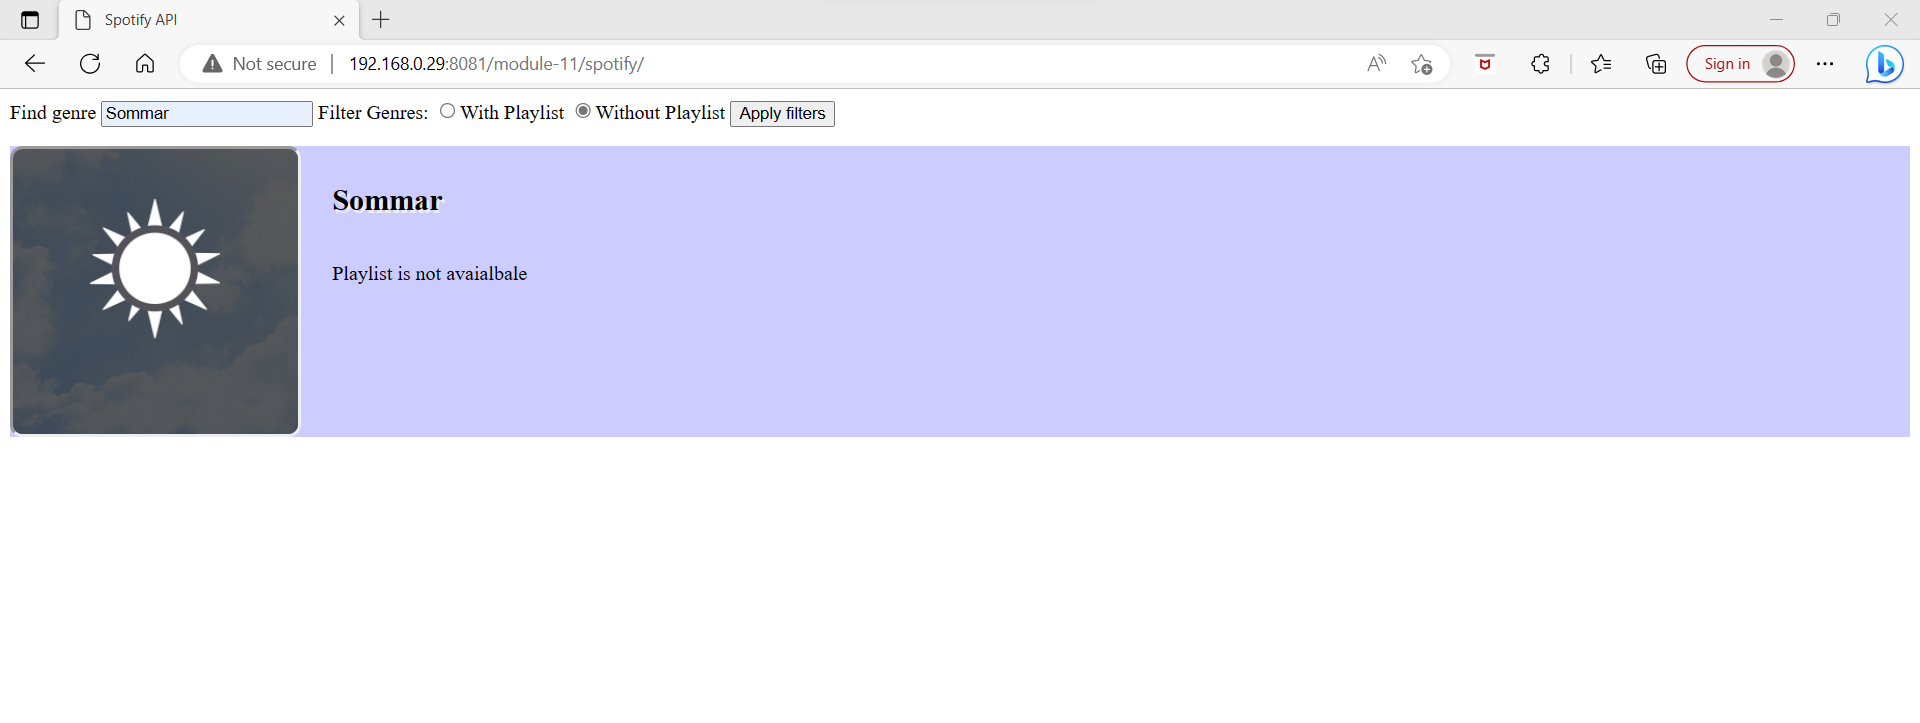 Spotify API
Not secure 192.168.0.29:8081/module-11/spotify/ A Sign in
Find genre Sommar Filter Genres: With Playlist Without Playlist Apply filters
Sommar
Playlist is not avaialbale